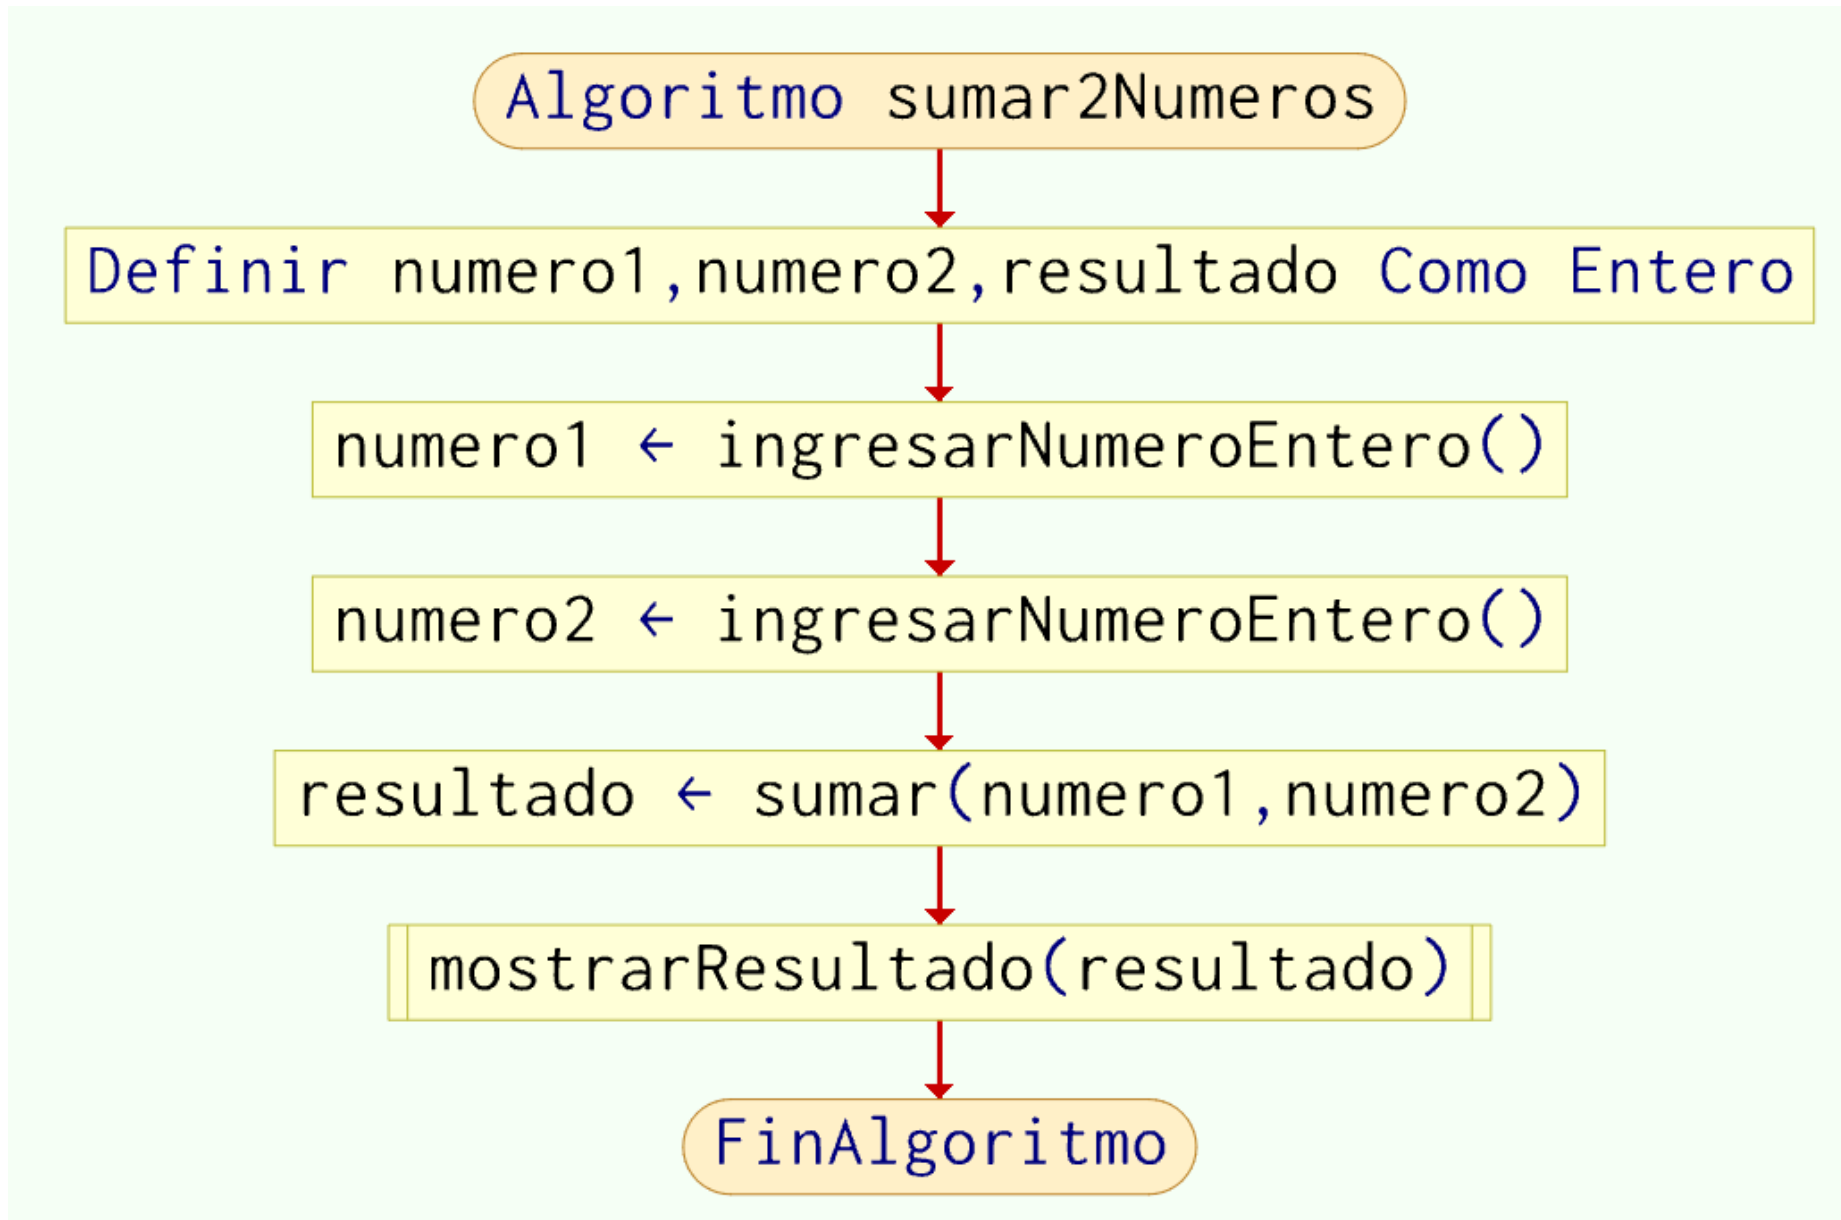 Algoritmo sumar2Numeros
Definir numero1,numero2,resultado Como Entero
numero1 ← ingresarNumeroEntero()
numero2 ← ingresarNumeroEntero()
resultado ← sumar(numero1,numero2)
mostrarResultado(resultado)
FinAlgoritmo